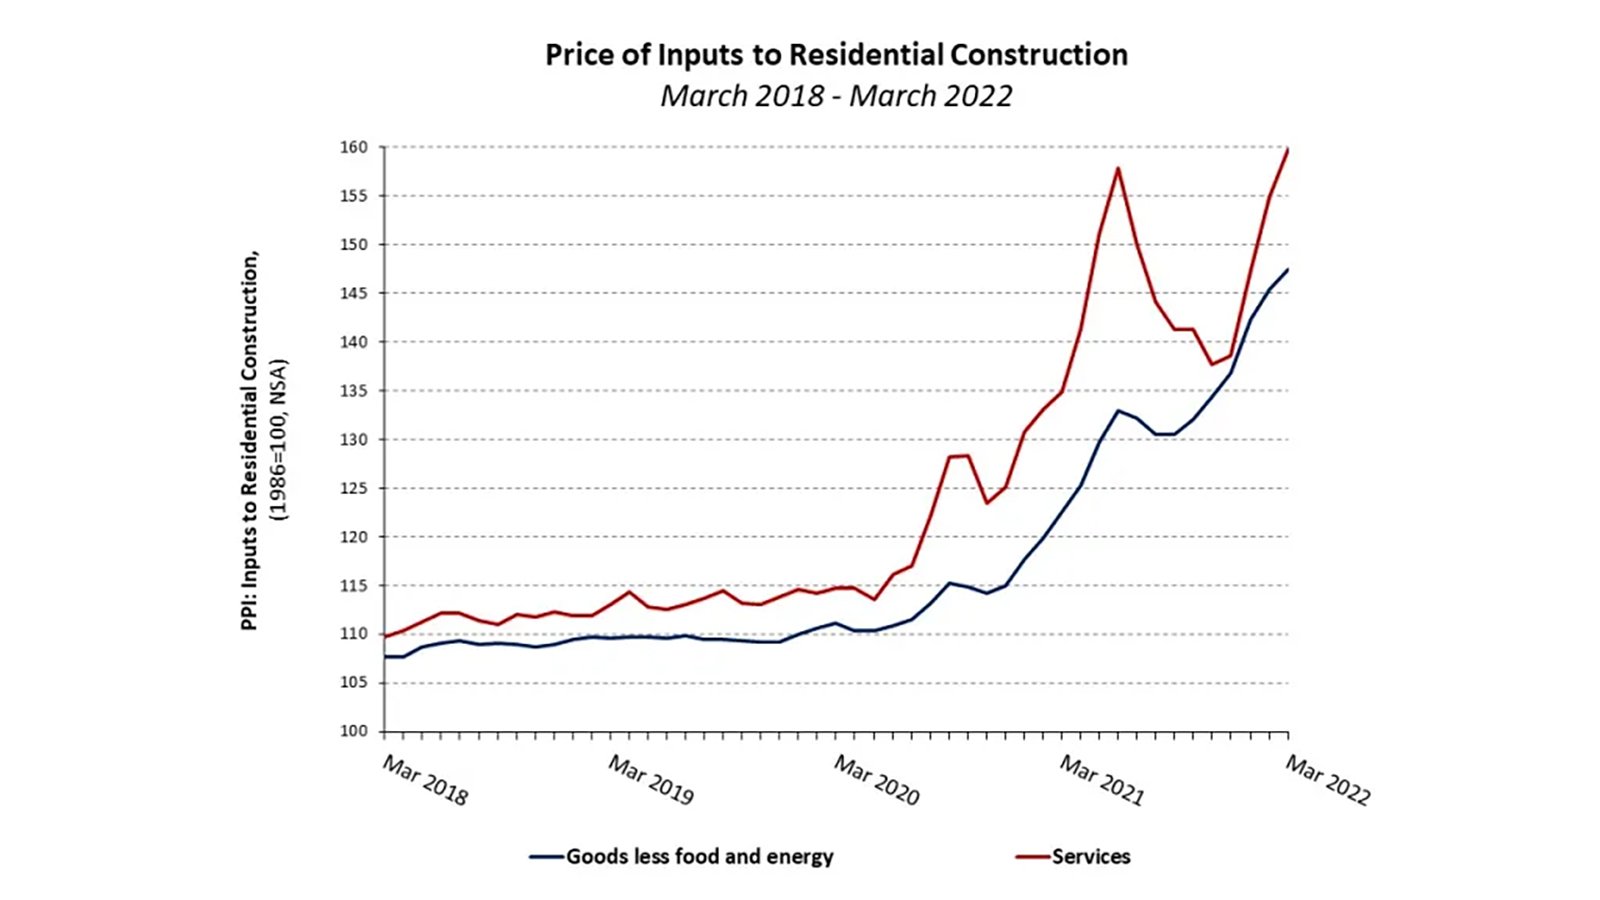 Price of Inputs to Residential Construction
March 2018 - March 2022
PPI: Inputs to Residential Construction,
(1986=100, NSA)
160
155
150
145
140
135
130
125
120
115
110
105
100
Mar 2018
Mar 2019
Mar 2020
Mar 2021
Mar 2022
Goods less food and energy
Services